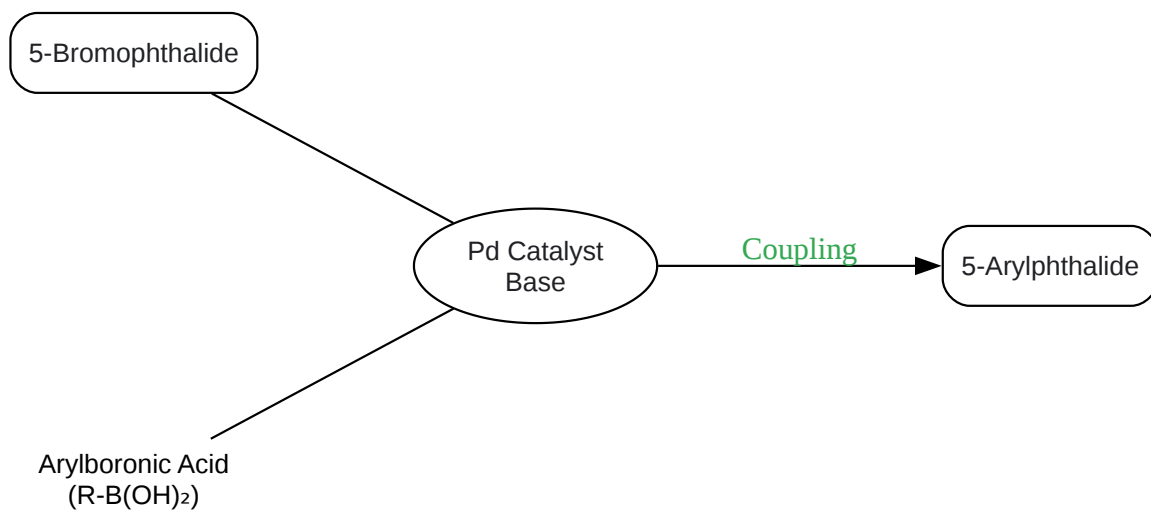 5-Bromophthalide
Pd Catalyst
Base
Coupling
5-Arylphthalide
Arylboronic Acid
(R-B(OH)₂)